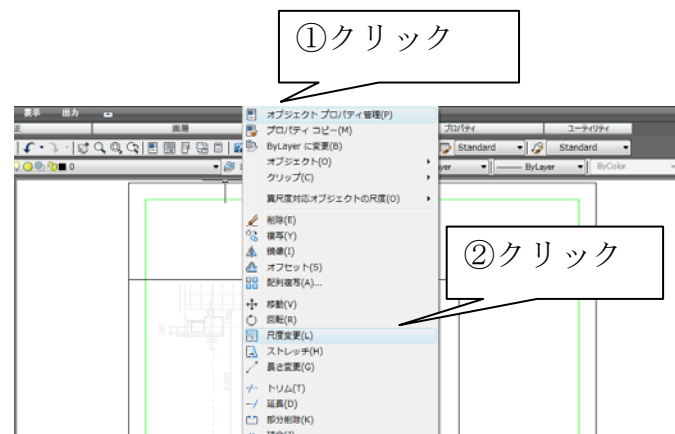 ①クリック
表示 出力
画層
プロパティ
ユーティリティ
Standard
Standard
0
ByLayer
ByColor
オブジェクト プロパティ管理(P)
プロパティ コピー(M)
ByLayer に変更(B)
オブジェクト(O)
クリップ(C)
異尺度対応オブジェクトの尺度(O)
削除(E)
複写(Y)
鏡像(I)
オフセット(S)
配列複写(A)...
②クリック
移動(V)
回転(R)
尺度変更(L)
ストレッチ(H)
長さ変更(G)
トリム(T)
延長(D)
部分削除(K)